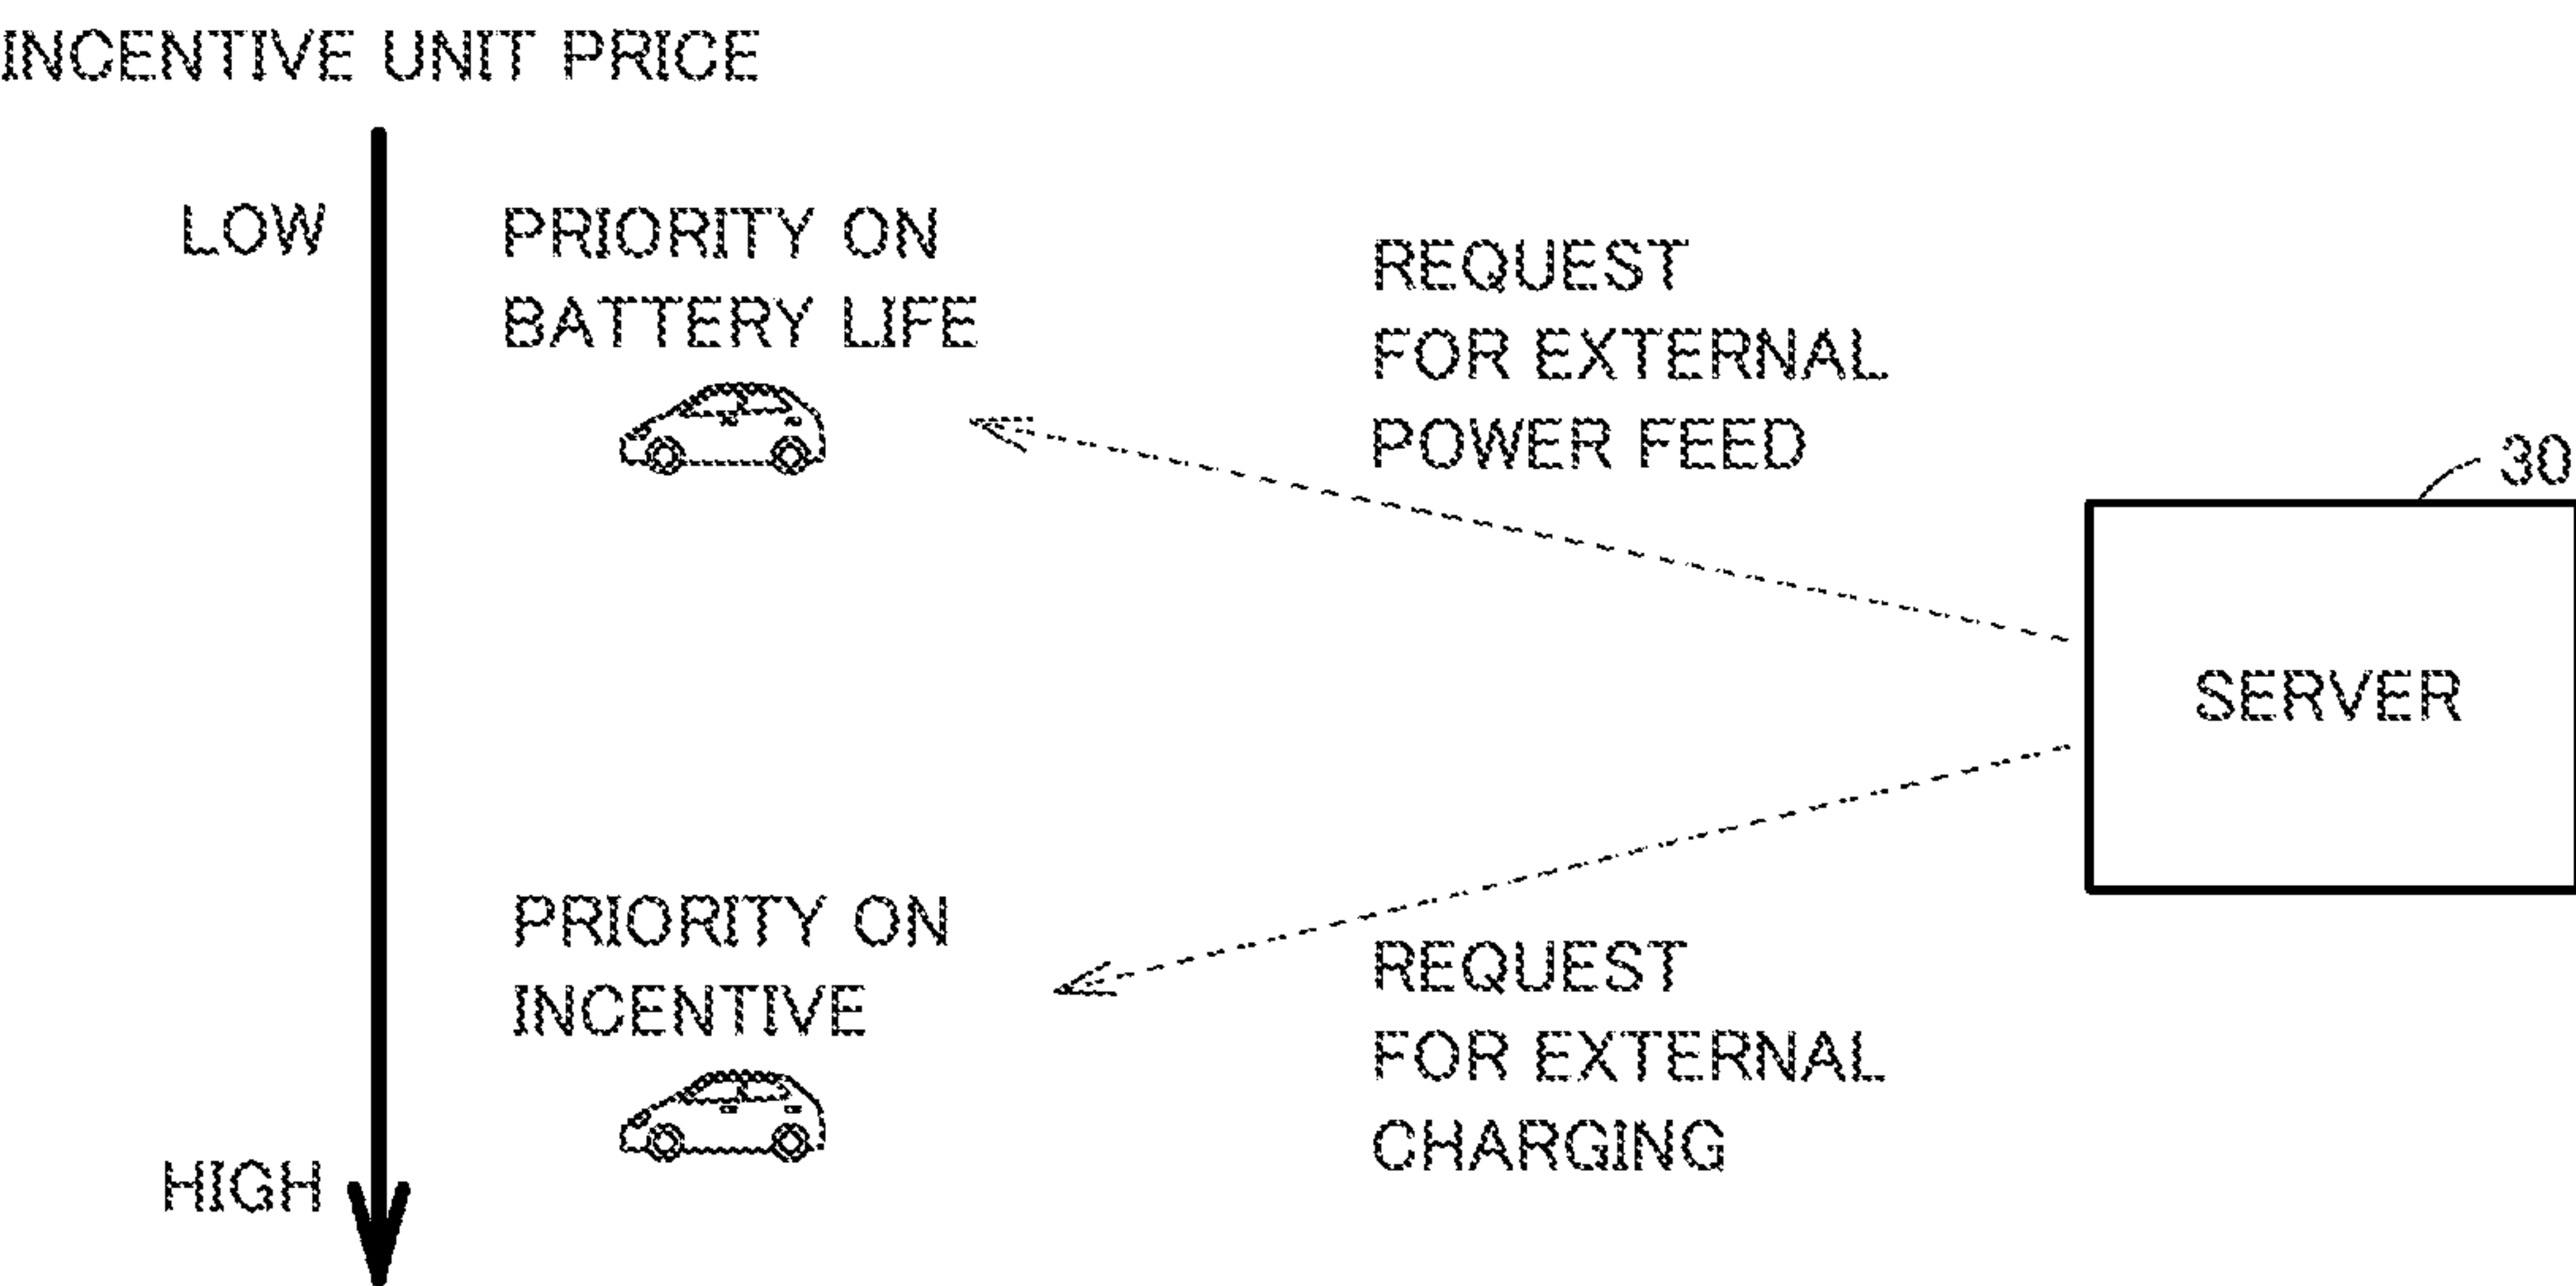 INCENTIVE UNIT PRICE
LOW
PRIORITY ON
BATTERY LIFE
REQUEST
FOR EXTERNAL
POWER FEED
30
SERVER
PRIORITY ON
INCENTIVE
REQUEST
FOR EXTERNAL
CHARGING
HIGH